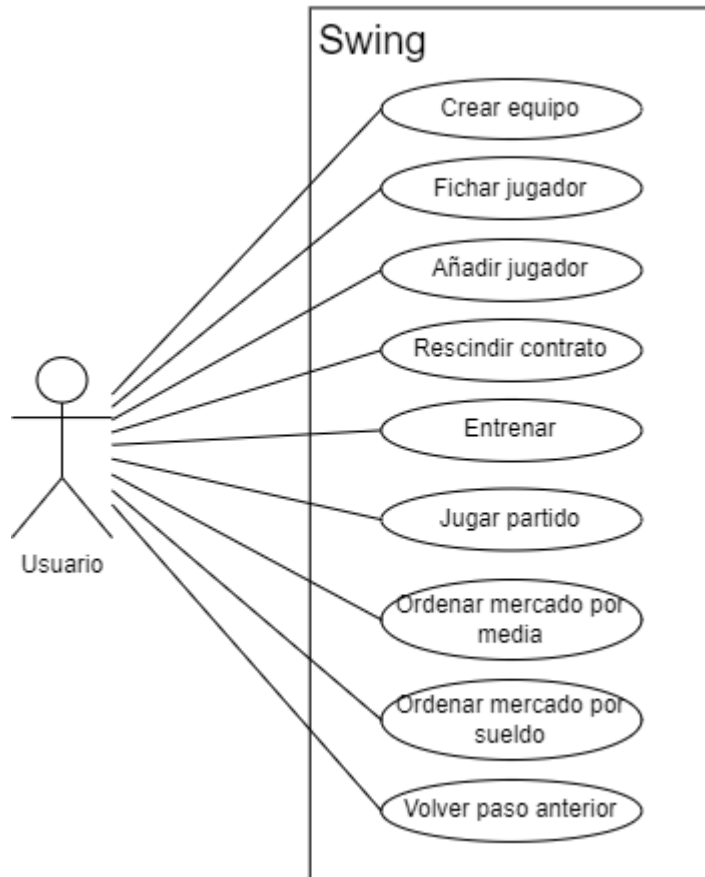 Swing
Crear equipo
Fichar jugador
Añadir jugador
Rescindir contrato
Entrenar
Jugar partido
Usuario
Ordenar mercado por
media
Ordenar mercado por
sueldo
Volver paso anterior